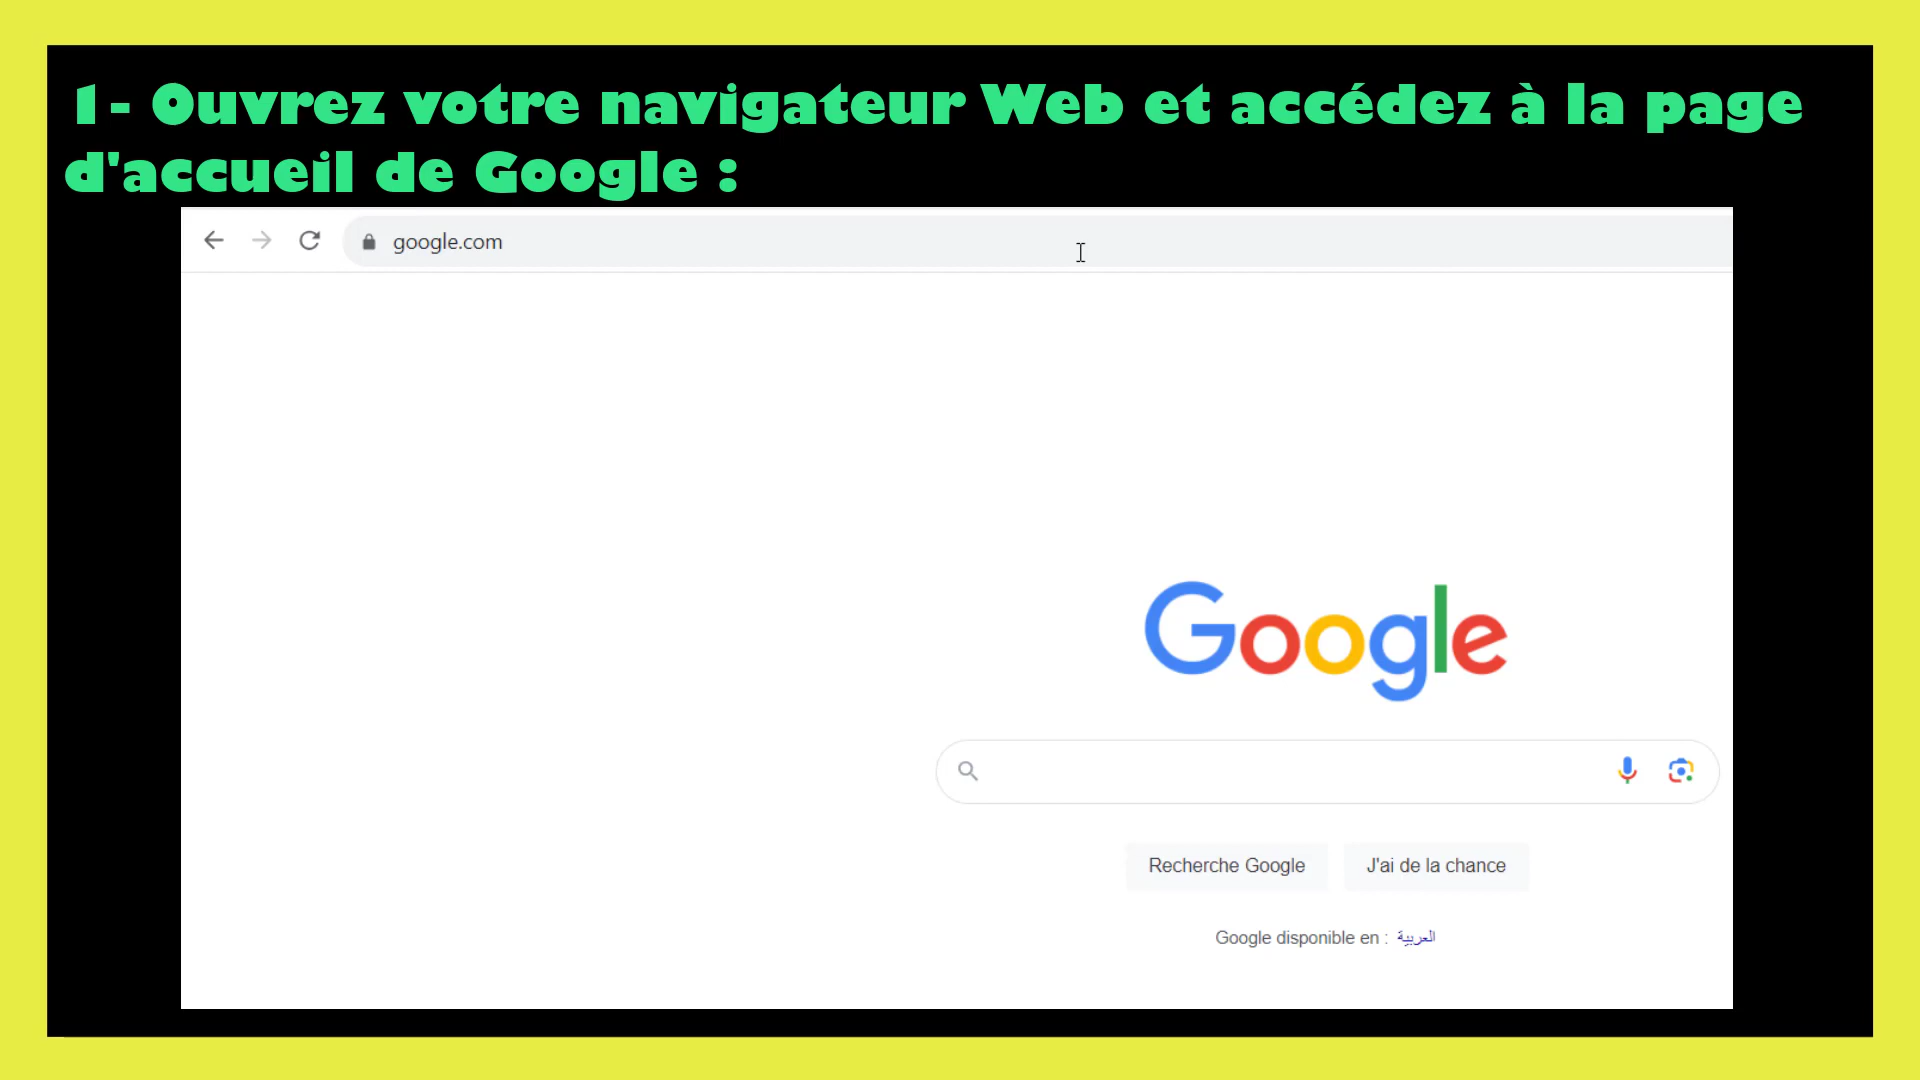 1- Ouvrez votre navigateur Web et accédez à la page
d'accueil de Google :
google.com
Google
Recherche Google
J'ai de la chance
Google disponible en : العربية